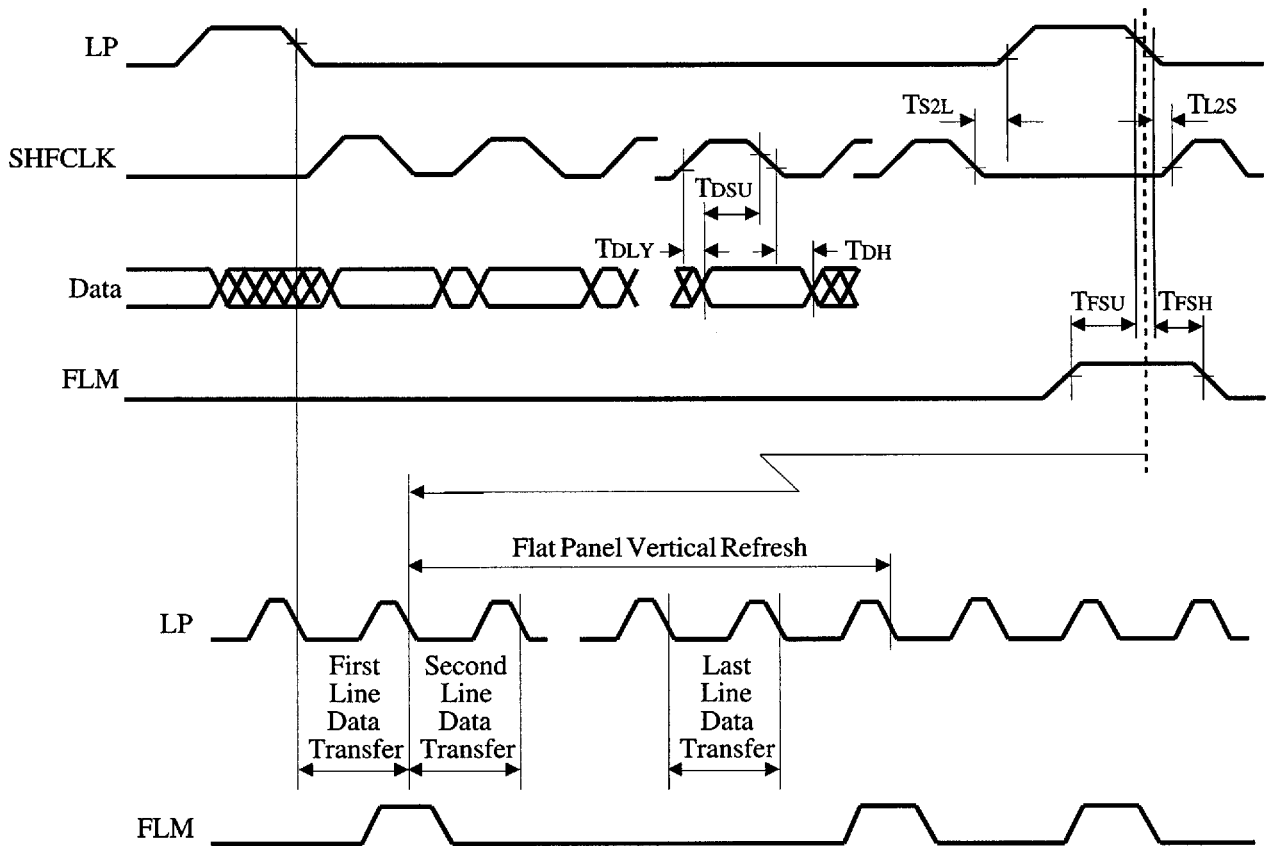 LP
TS2L
TL2S
SHFCLK
TDSU
TDLY
TDH
Data
TFSU
TFSH
FLM
Flat Panel Vertical Refresh
LP
First
Line
Data
Transfer
Second
Line
Data
Transfer
Last
Line
Data
Transfer
FLM